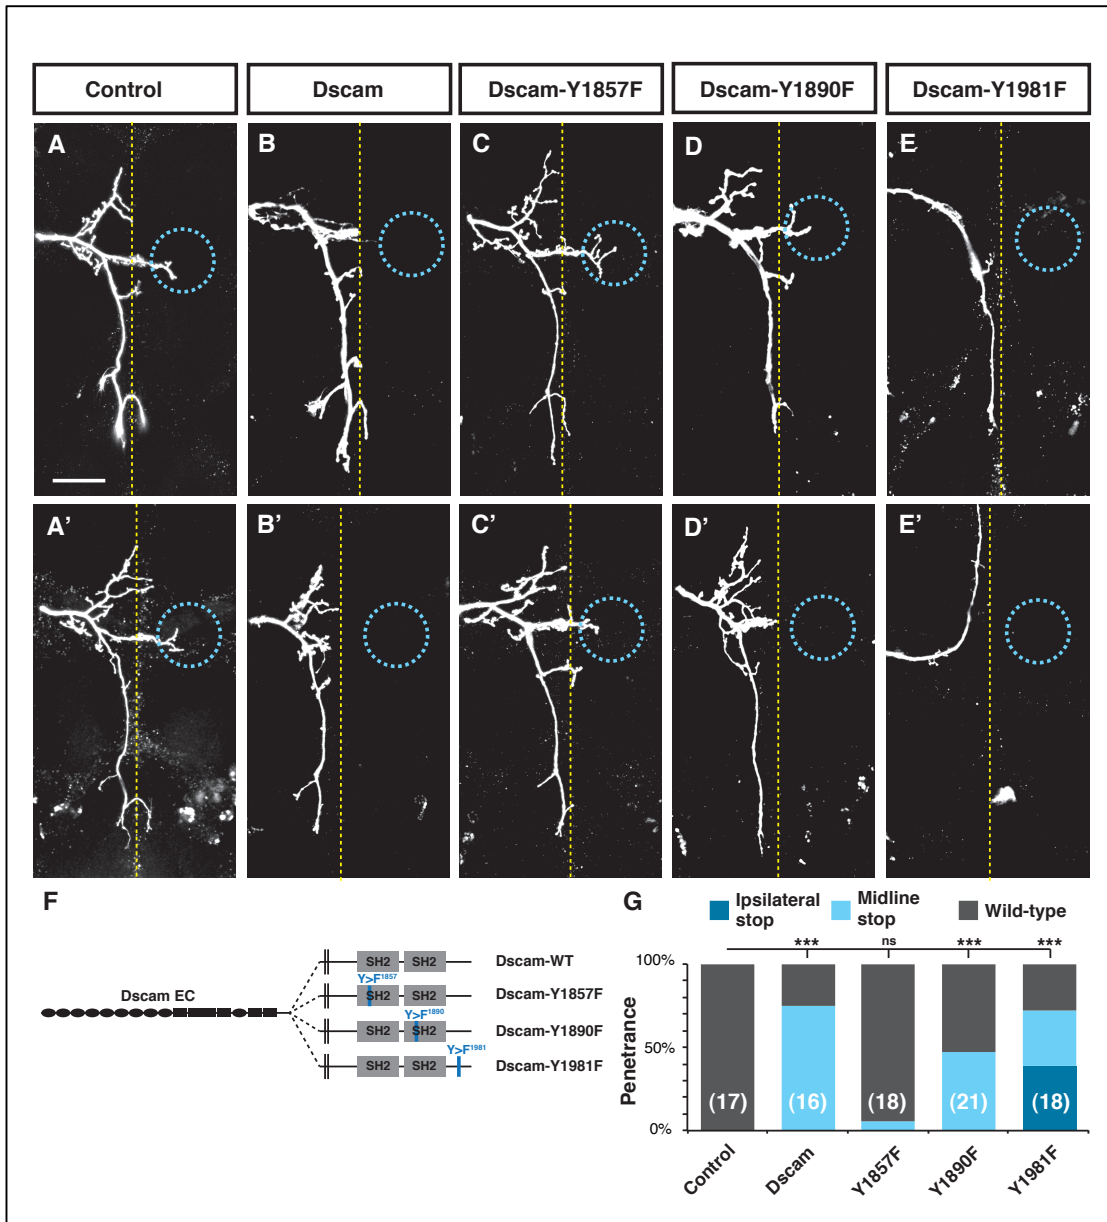 Control
Dscam
Dscam-Y1857F
Dscam-Y1890F
Dscam-Y1981F
A
B
C
D
E
A'
B'
C'
D'
E'
F
Dscam EC
SH2 SH2
Dscam-WT
Y>F1857
SH2 SH2
Dscam-Y1857F
Y>F1890
SH2 SH2
Dscam-Y1890F
Y>F1981
SH2 SH2
Dscam-Y1981F
G
Ipsilateral stop
Midline stop
Wild-type
*** ns *** ***
100%
50%
0%
Penetrance
(17) (16) (18) (21) (18)
Control
Dscam
Y1857F
Y1890F
Y1981F